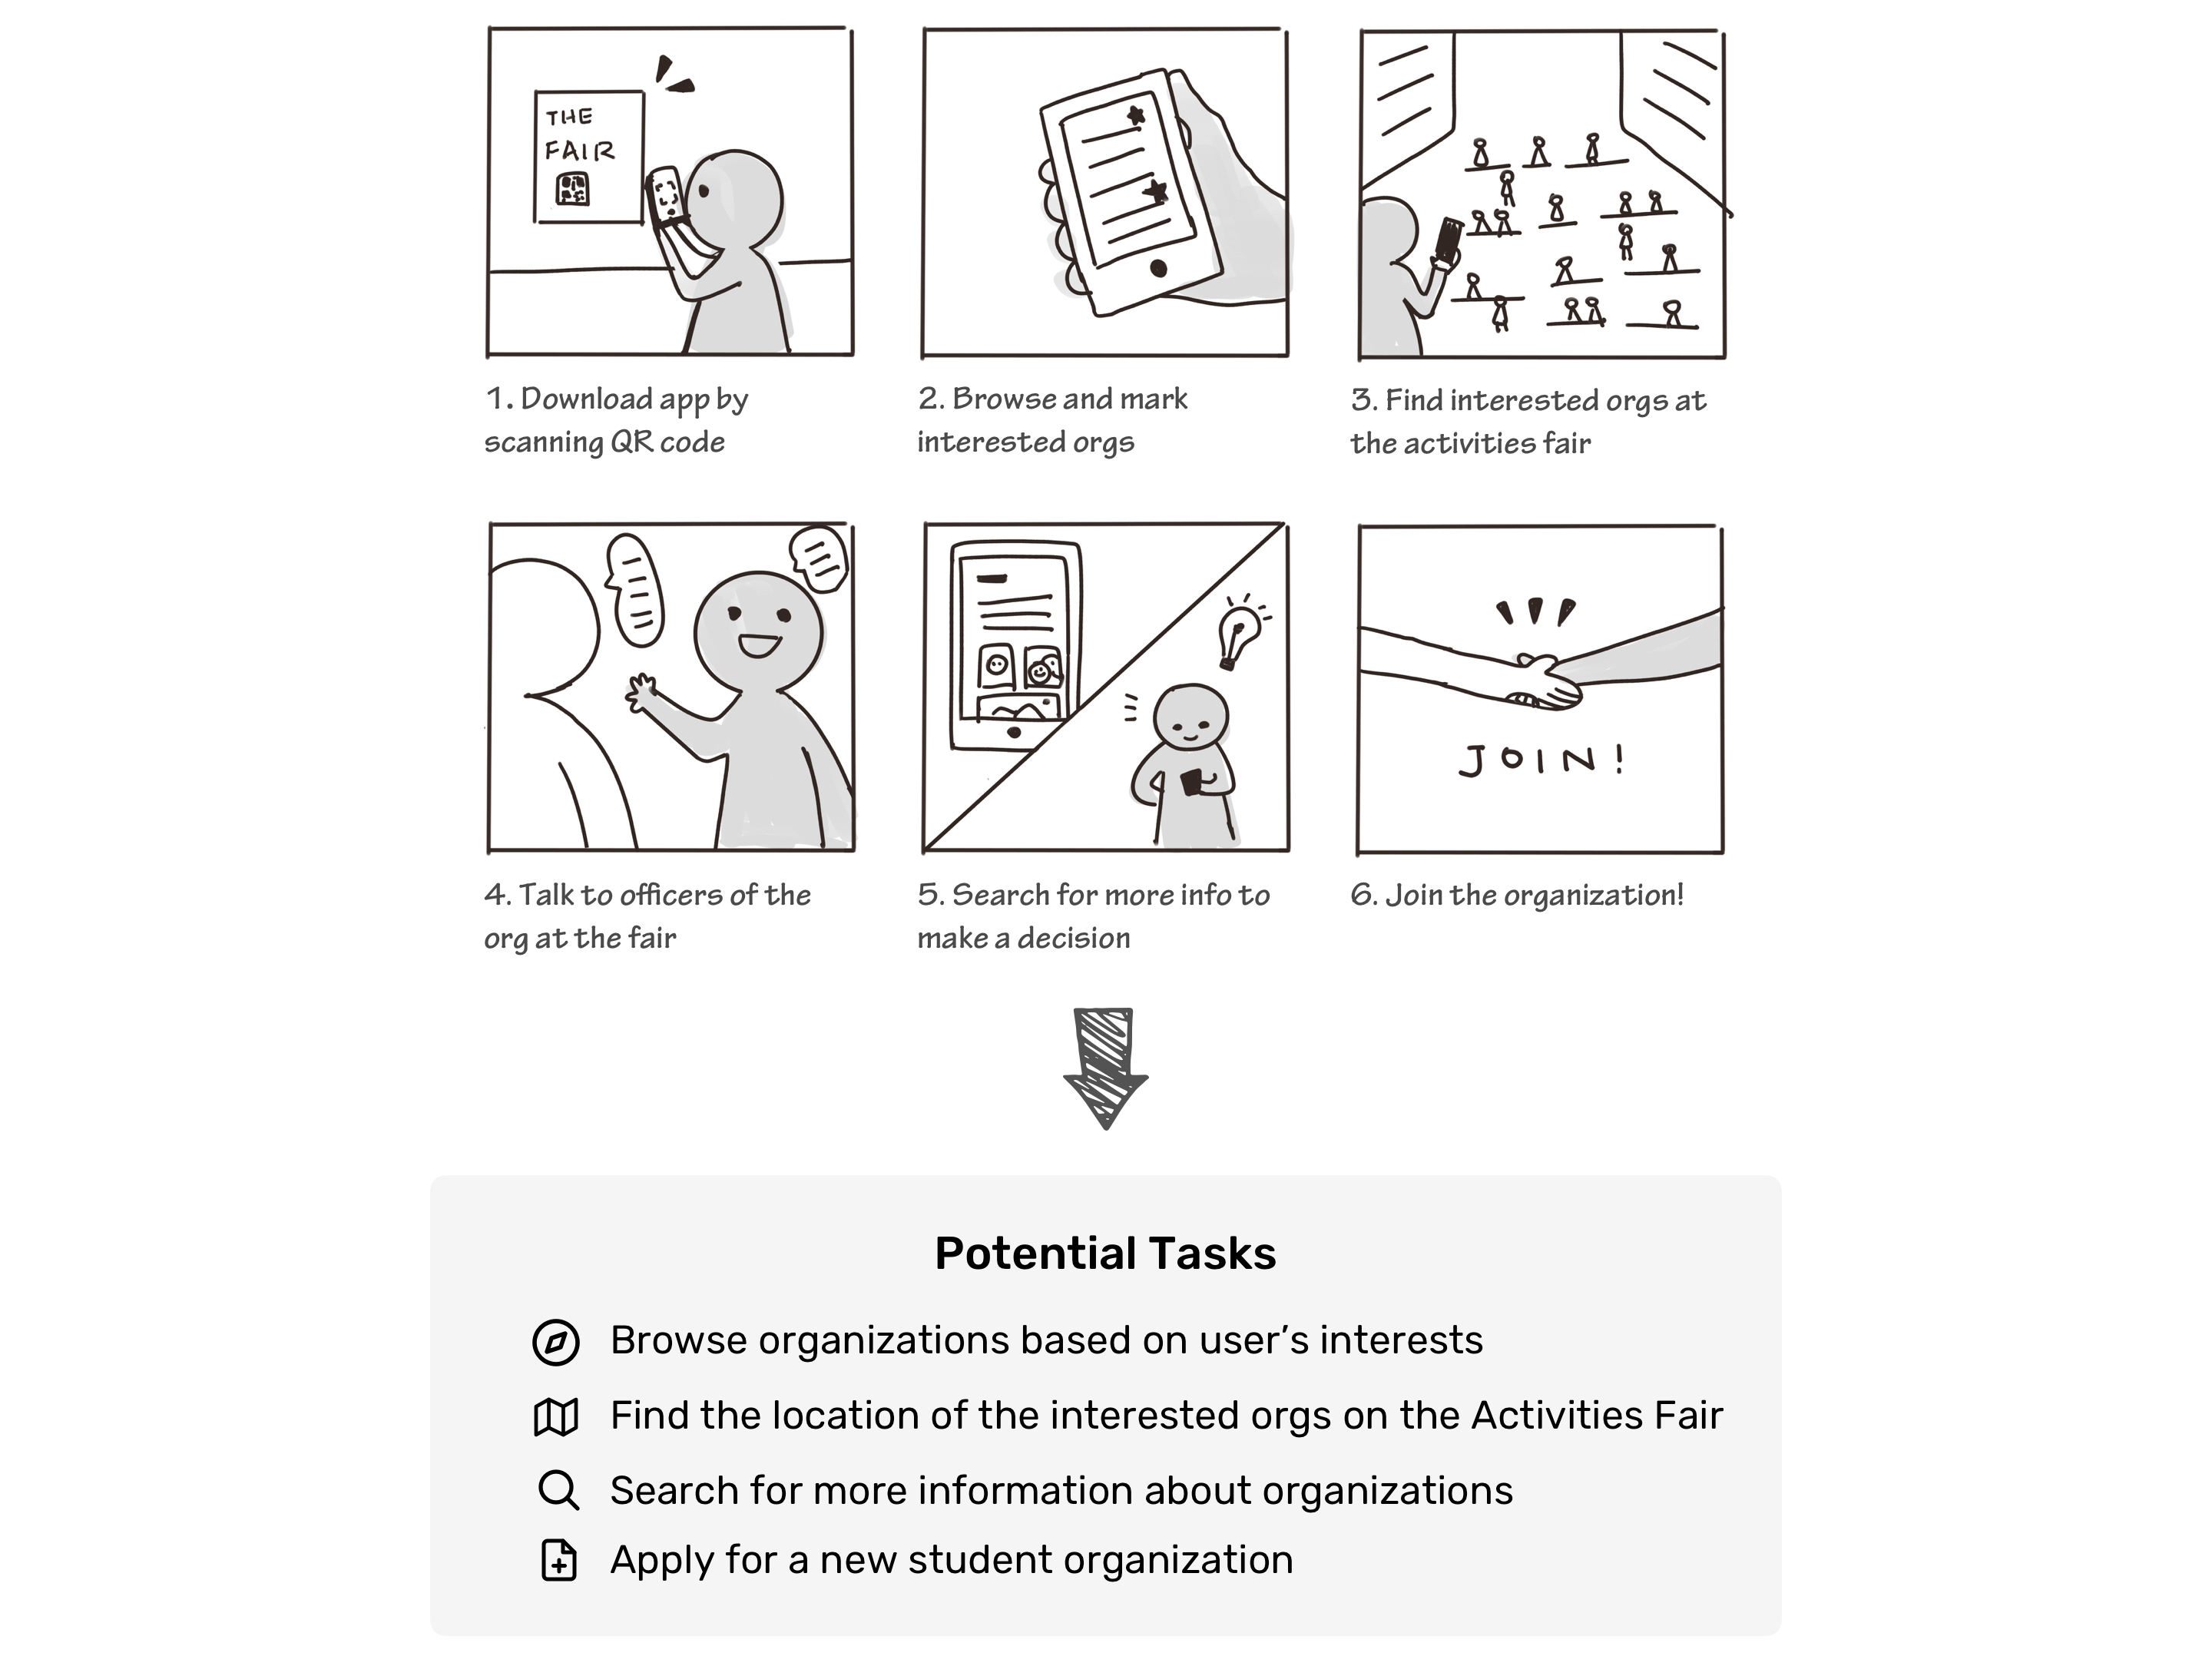 THE
FAIR
1. Download app by
scanning QR code
2. Browse and mark
interested orgs
3. Find interested orgs at
the activities fair
4. Talk to officers of the
org at the fair
5. Search for more info to
make a decision
JOIN!
6. Join the organization!
Potential Tasks
Browse organizations based on user’s interests
Find the location of the interested orgs on the Activities Fair
Search for more information about organizations
Apply for a new student organization